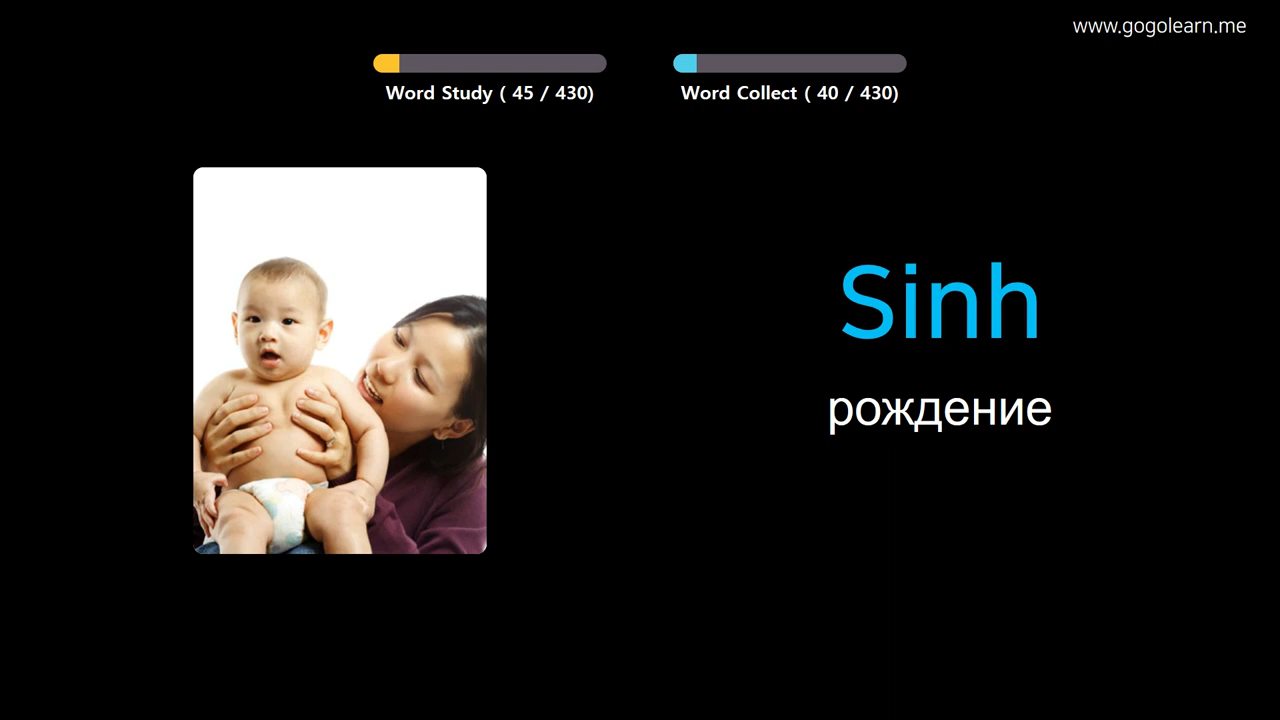 www.gogolearn.me
Word Study ( 45 / 430)
Word Collect ( 40 / 430)
Sinh
рождение